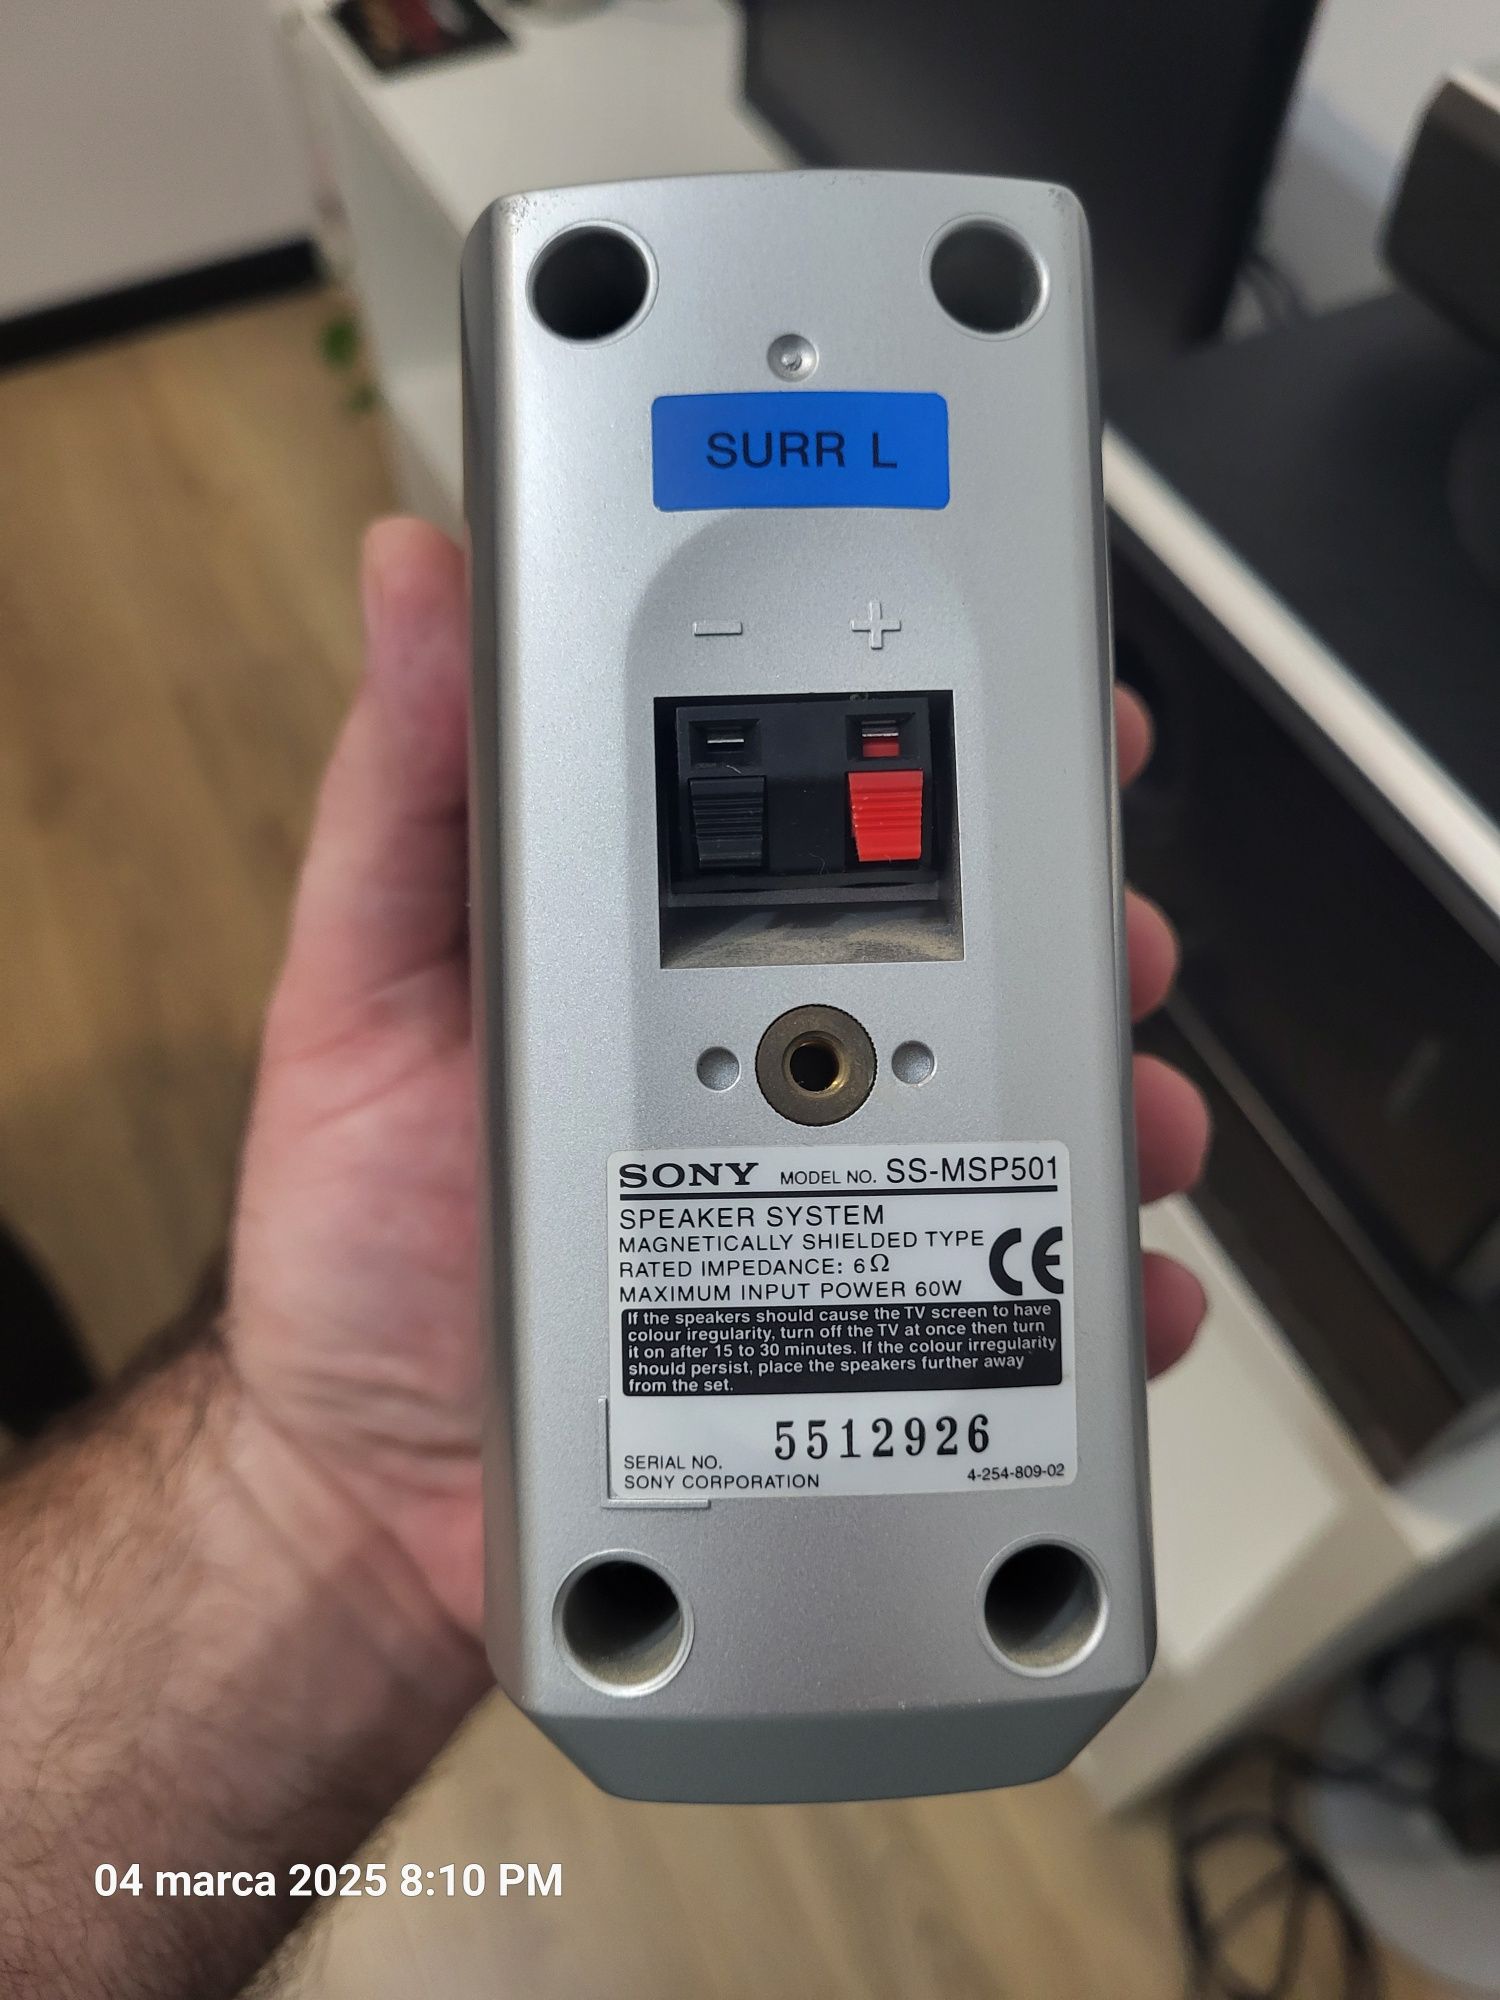 SURR L
− +
SONY MODEL NO. SS-MSP501
SPEAKER SYSTEM
MAGNETICALLY SHIELDED TYPE
RATED IMPEDANCE: 6Ω
MAXIMUM INPUT POWER 60W
CE
If the speakers should cause the TV screen to have
colour iregularity, turn off the TV at once then turn
it on after 15 to 30 minutes. If the colour irregularity
should persist, place the speakers further away
from the set.
5512926
SERIAL NO.
SONY CORPORATION 4-254-809-02
04 marca 2025 8:10 PM